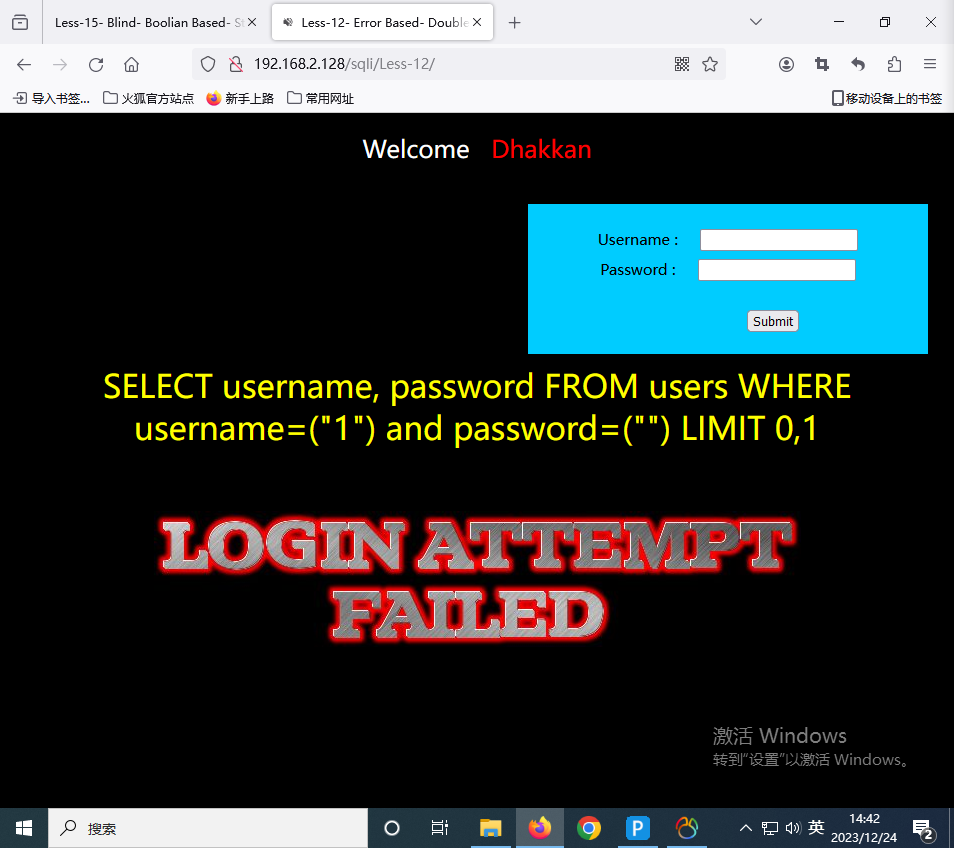 Less-15- Blind- Boolian Based- St
Less-12- Error Based- Double
192.168.2.128/sqli/Less-12/
导入书签... 火狐官方站点 新手上路 常用网址 移动设备上的书签
Welcome Dhakkan
Username :
Password :
Submit
SELECT username, password FROM users WHERE
username=("1") and password=("") LIMIT 0,1
LOGIN ATTEMPT
FAILED
激活 Windows
转到"设置"以激活 Windows。
搜索
P
英
14:42
2023/12/24
2